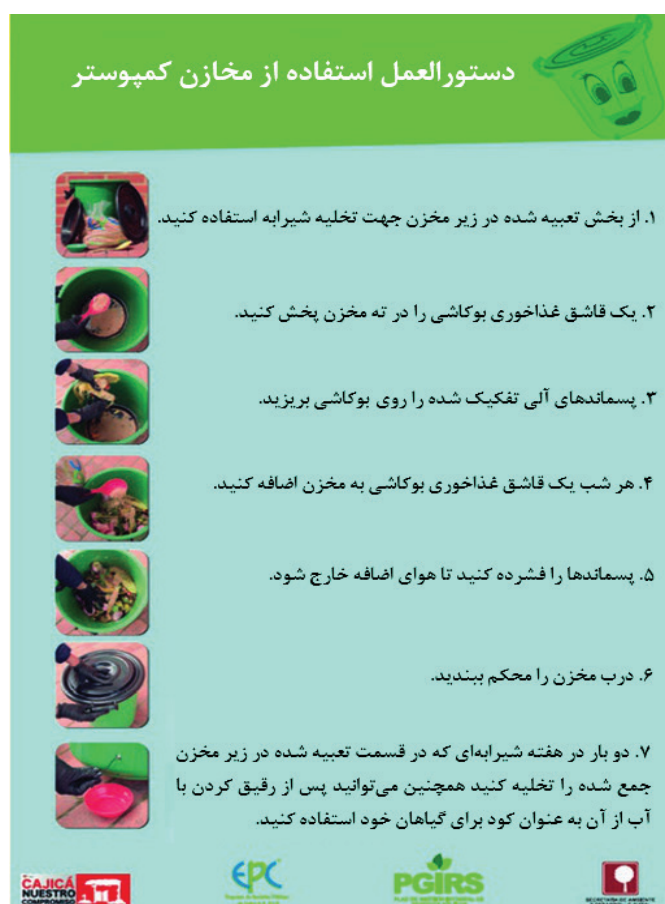 دستورالعمل استفاده از مخازن کمپوستر
۱. از بخش تعبیه شده در زیر مخزن جهت تخلیه شیرابه استفاده کنید.
۲. یک قاشق غذاخوری بوکاشی را در ته مخزن پخش کنید.
۳. پسماندهای آلی تفکیک شده را روی بوکاشی بریزید.
۴. هر شب یک قاشق غذاخوری بوکاشی به مخزن اضافه کنید.
۵. پسماندها را فشرده کنید تا هوای اضافه خارج شود.
۶. درب مخزن را محکم ببندید.
۷. دو بار در هفته شیرابه‌ای که در قسمت تعبیه شده در زیر مخزن
جمع شده را تخلیه کنید همچنین می‌توانید پس از رقیق کردن با
آب از آن به عنوان کود برای گیاهان خود استفاده کنید.
CAJICÁ
NUESTRO
COMPROMISO
EPC
PGIRS
SECRETARÍA DE AMBIENTE